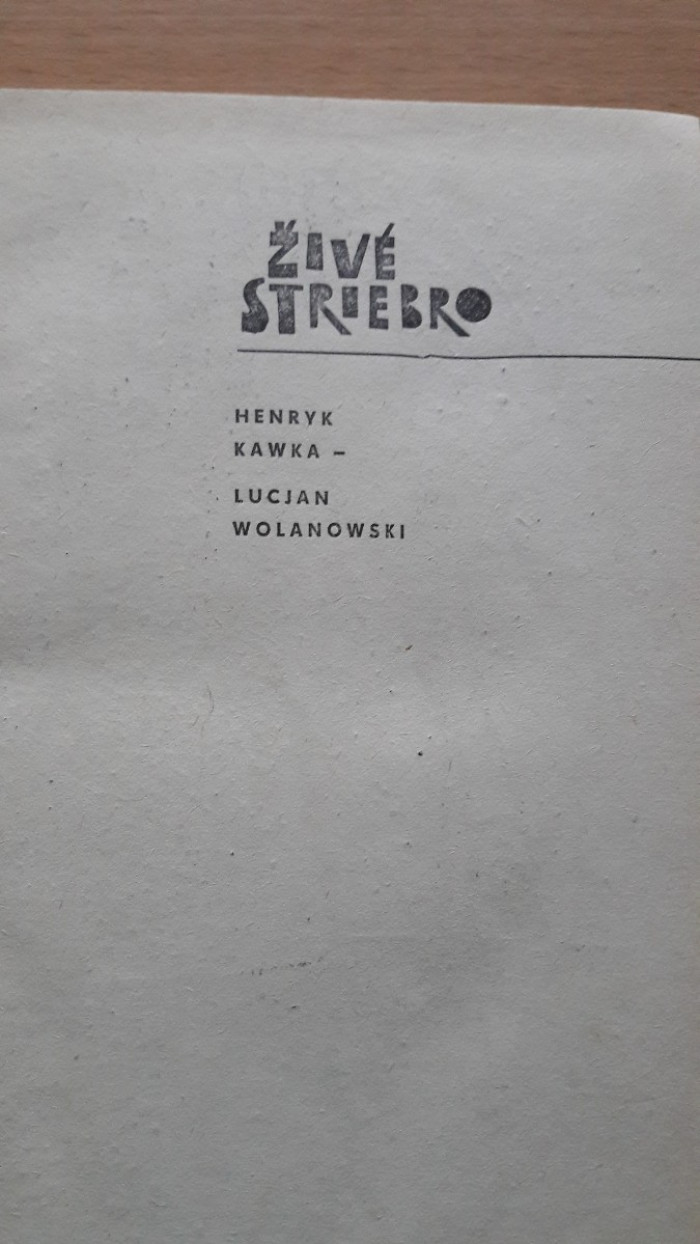 ŽIVÉ
STRIEBRO
HENRYK
KAWKA –
LUCJAN
WOLANOWSKI